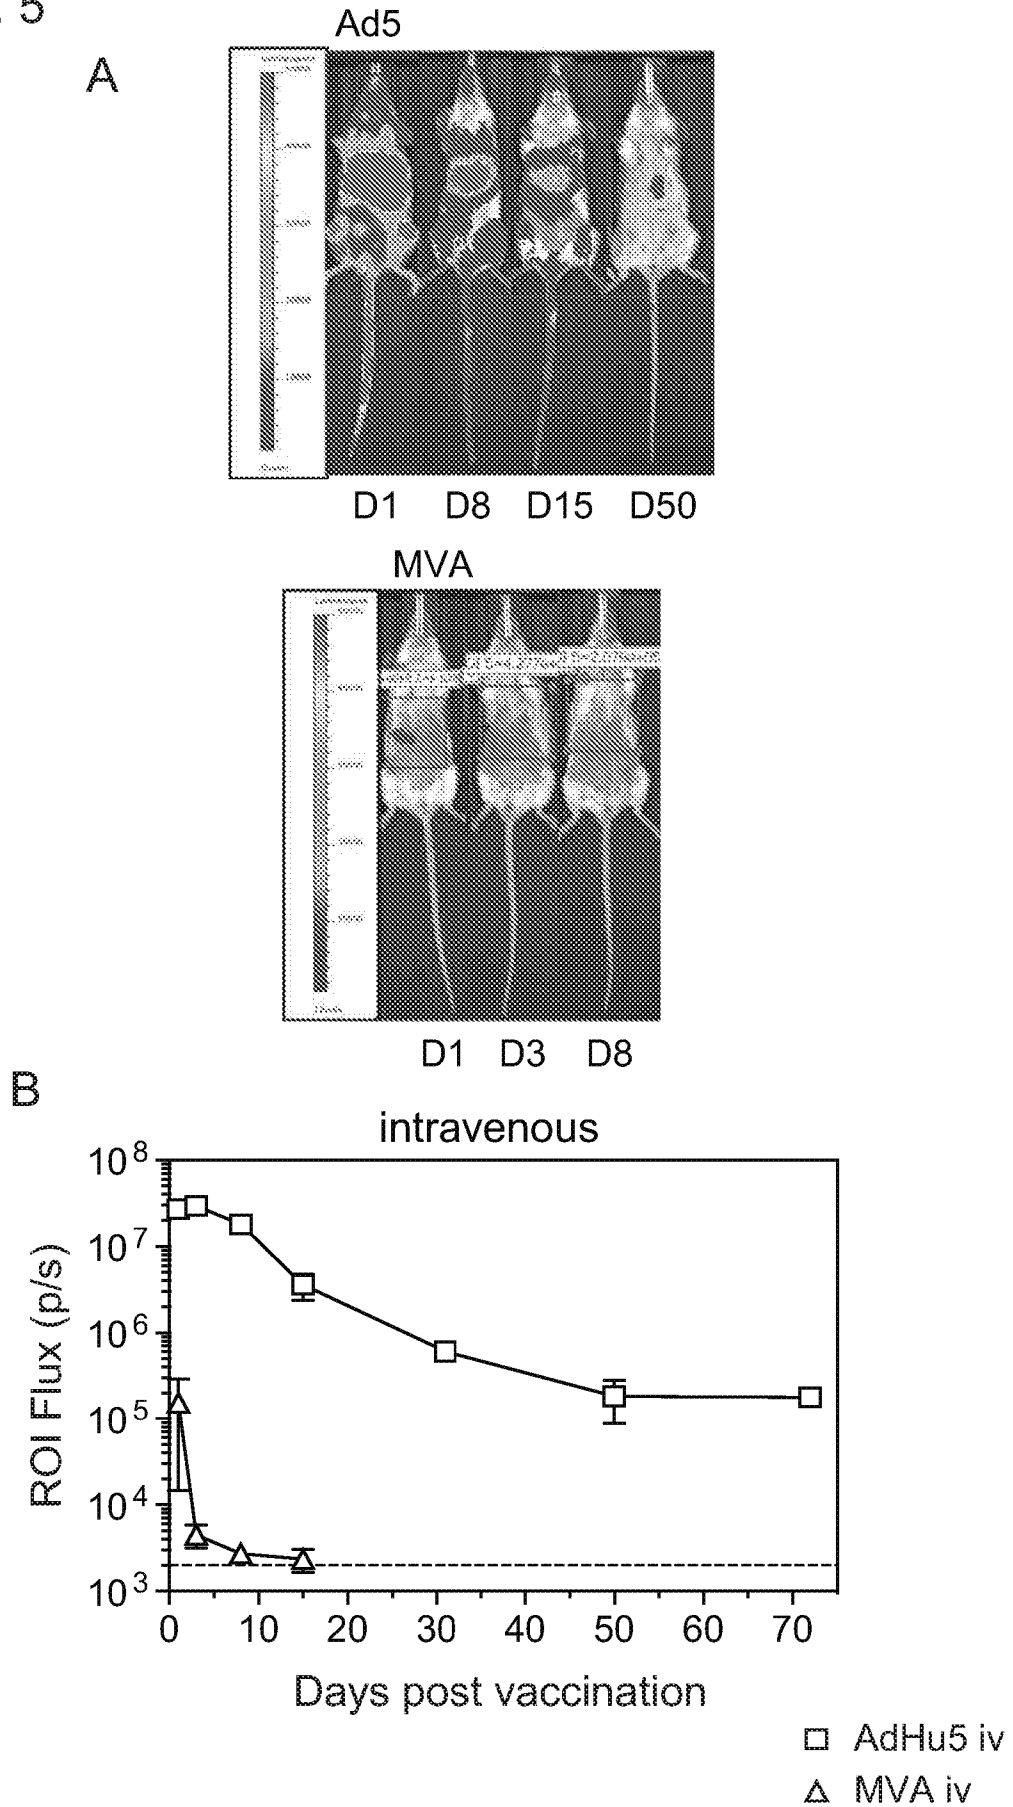 . 5
Ad5
A
D1 D8 D15 D50
MVA
D1 D3 D8
B
intravenous
10^8
10^7
10^6
10^5
10^4
10^3
ROI Flux (p/s)
0 10 20 30 40 50 60 70
Days post vaccination
AdHu5 iv
MVA iv